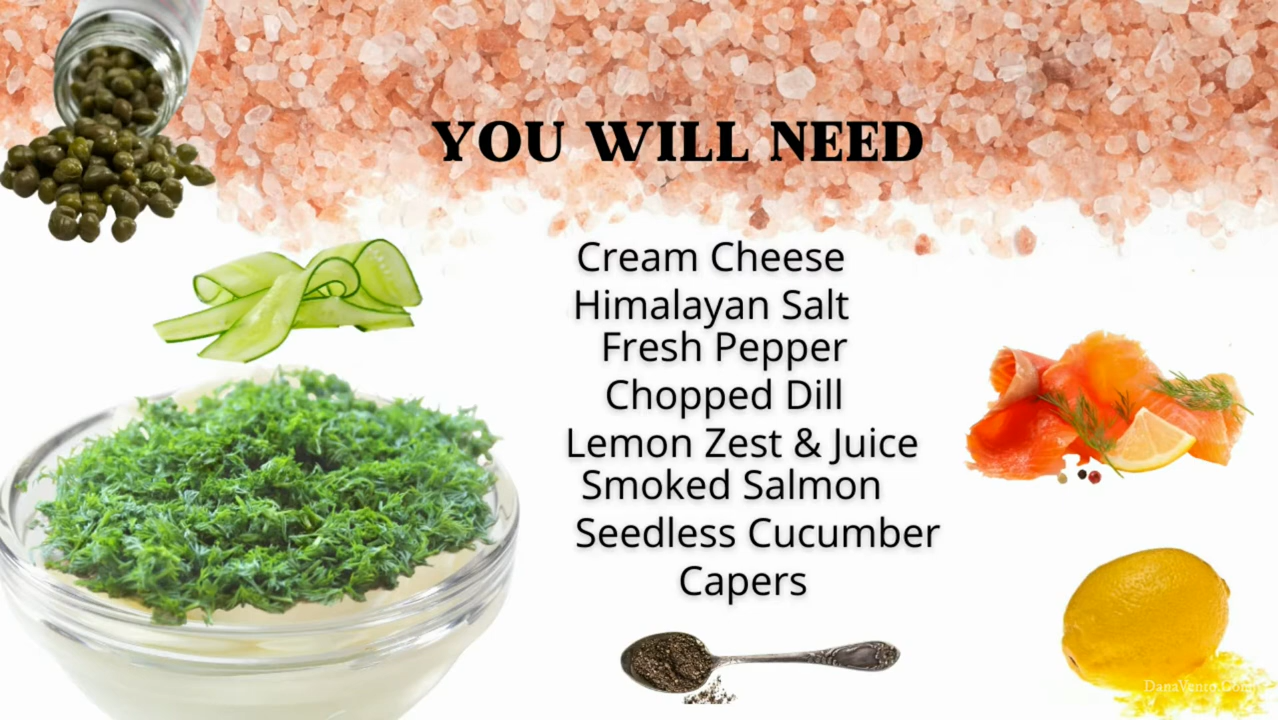 YOU WILL NEED
Cream Cheese
Himalayan Salt
Fresh Pepper
Chopped Dill
Lemon Zest & Juice
Smoked Salmon
Seedless Cucumber
Capers
DanaVento.Com